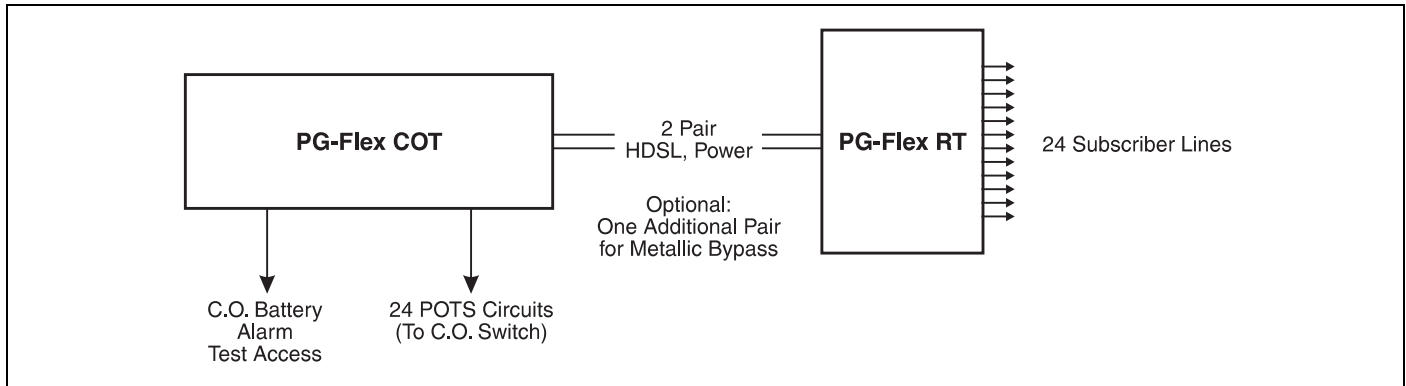 PG-Flex COT
2 Pair
HDSL, Power
PG-Flex RT
24 Subscriber Lines
Optional:
One Additional Pair
for Metallic Bypass
C.O. Battery
Alarm
Test Access
24 POTS Circuits
(To C.O. Switch)